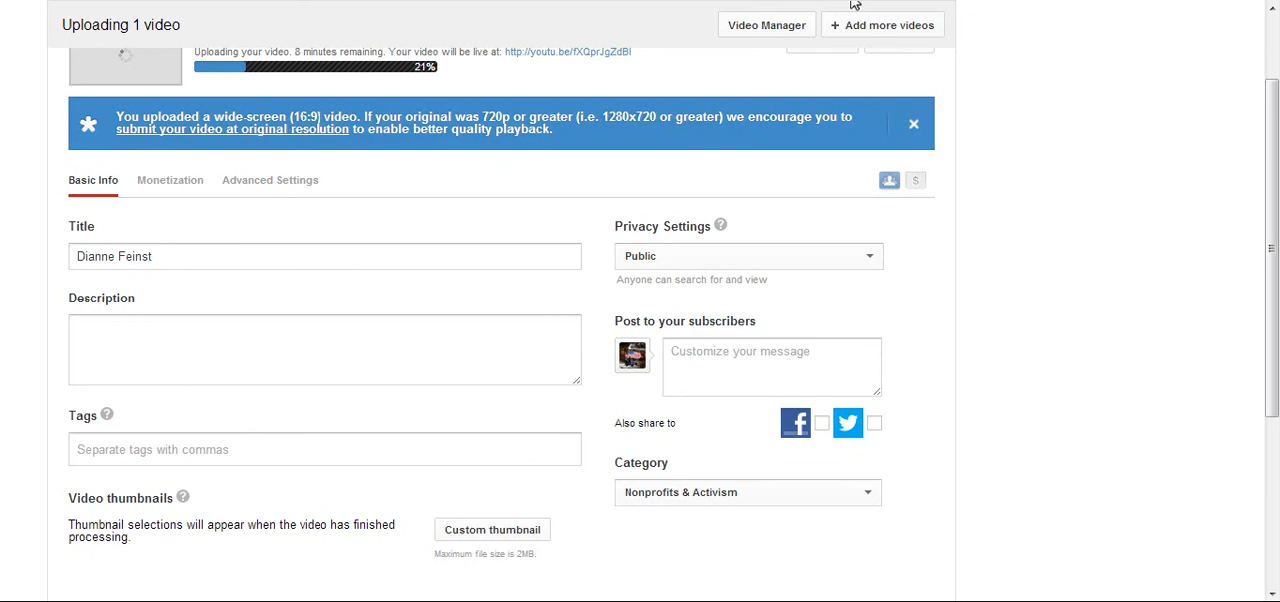 Uploading 1 video
Video Manager
+ Add more videos
Uploading your video. 8 minutes remaining. Your video will be live at: http://youtu.be/fXQprJgZdBI
21%
You uploaded a wide-screen (16:9) video. If your original was 720p or greater (i.e. 1280x720 or greater) we encourage you to
submit your video at original resolution to enable better quality playback.
Basic Info
Monetization
Advanced Settings
$
Title
Dianne Feinst
Description
Tags
Separate tags with commas
Video thumbnails
Thumbnail selections will appear when the video has finished
processing.
Custom thumbnail
Maximum file size is 2MB.
Privacy Settings
Public
Anyone can search for and view
Post to your subscribers
Customize your message
Also share to
Category
Nonprofits & Activism